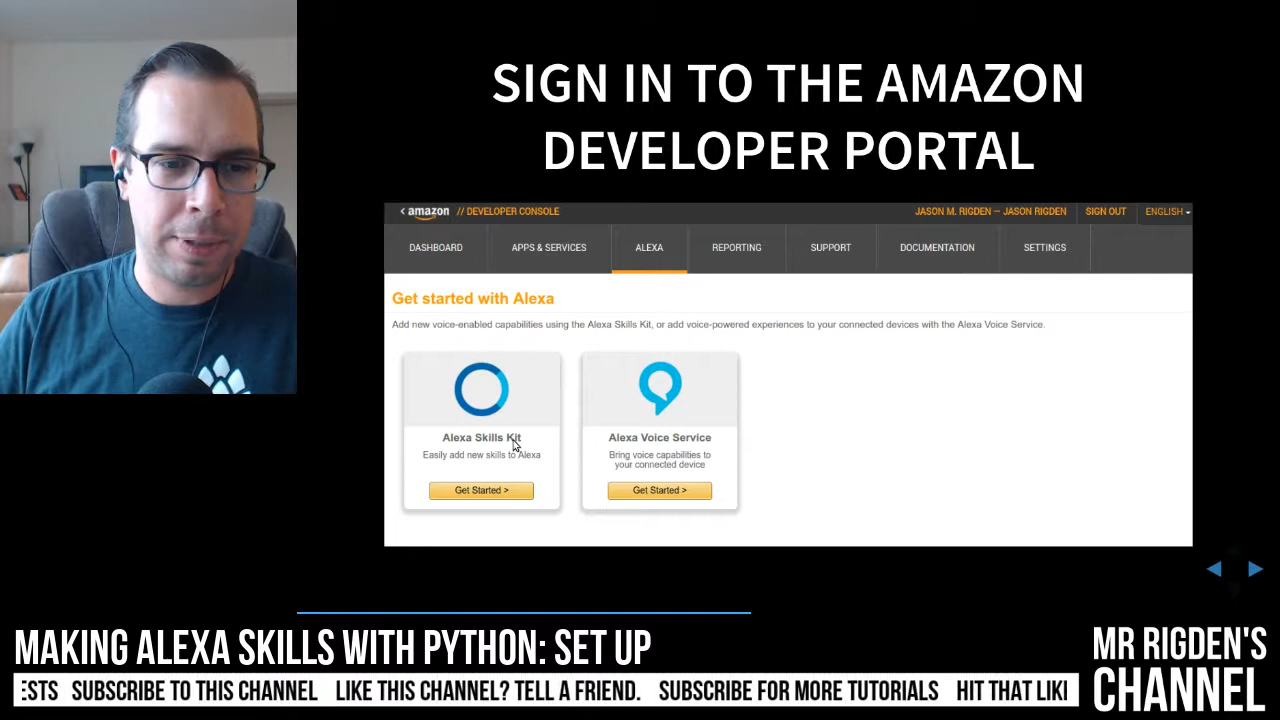 SIGN IN TO THE AMAZON
DEVELOPER PORTAL
< amazon // DEVELOPER CONSOLE
JASON M. RIGDEN — JASON RIGDEN SIGN OUT ENGLISH
DASHBOARD APPS & SERVICES ALEXA REPORTING SUPPORT DOCUMENTATION SETTINGS
Get started with Alexa
Add new voice-enabled capabilities using the Alexa Skills Kit, or add voice-powered experiences to your connected devices with the Alexa Voice Service.
Alexa Skills Kit
Easily add new skills to Alexa
Get Started >
Alexa Voice Service
Bring voice capabilities to
your connected device
Get Started >
MAKING ALEXA SKILLS WITH PYTHON: SET UP
ESTS SUBSCRIBE TO THIS CHANNEL LIKE THIS CHANNEL? TELL A FRIEND. SUBSCRIBE FOR MORE TUTORIALS HIT THAT LIKI
MR RIGDEN'S
CHANNEL